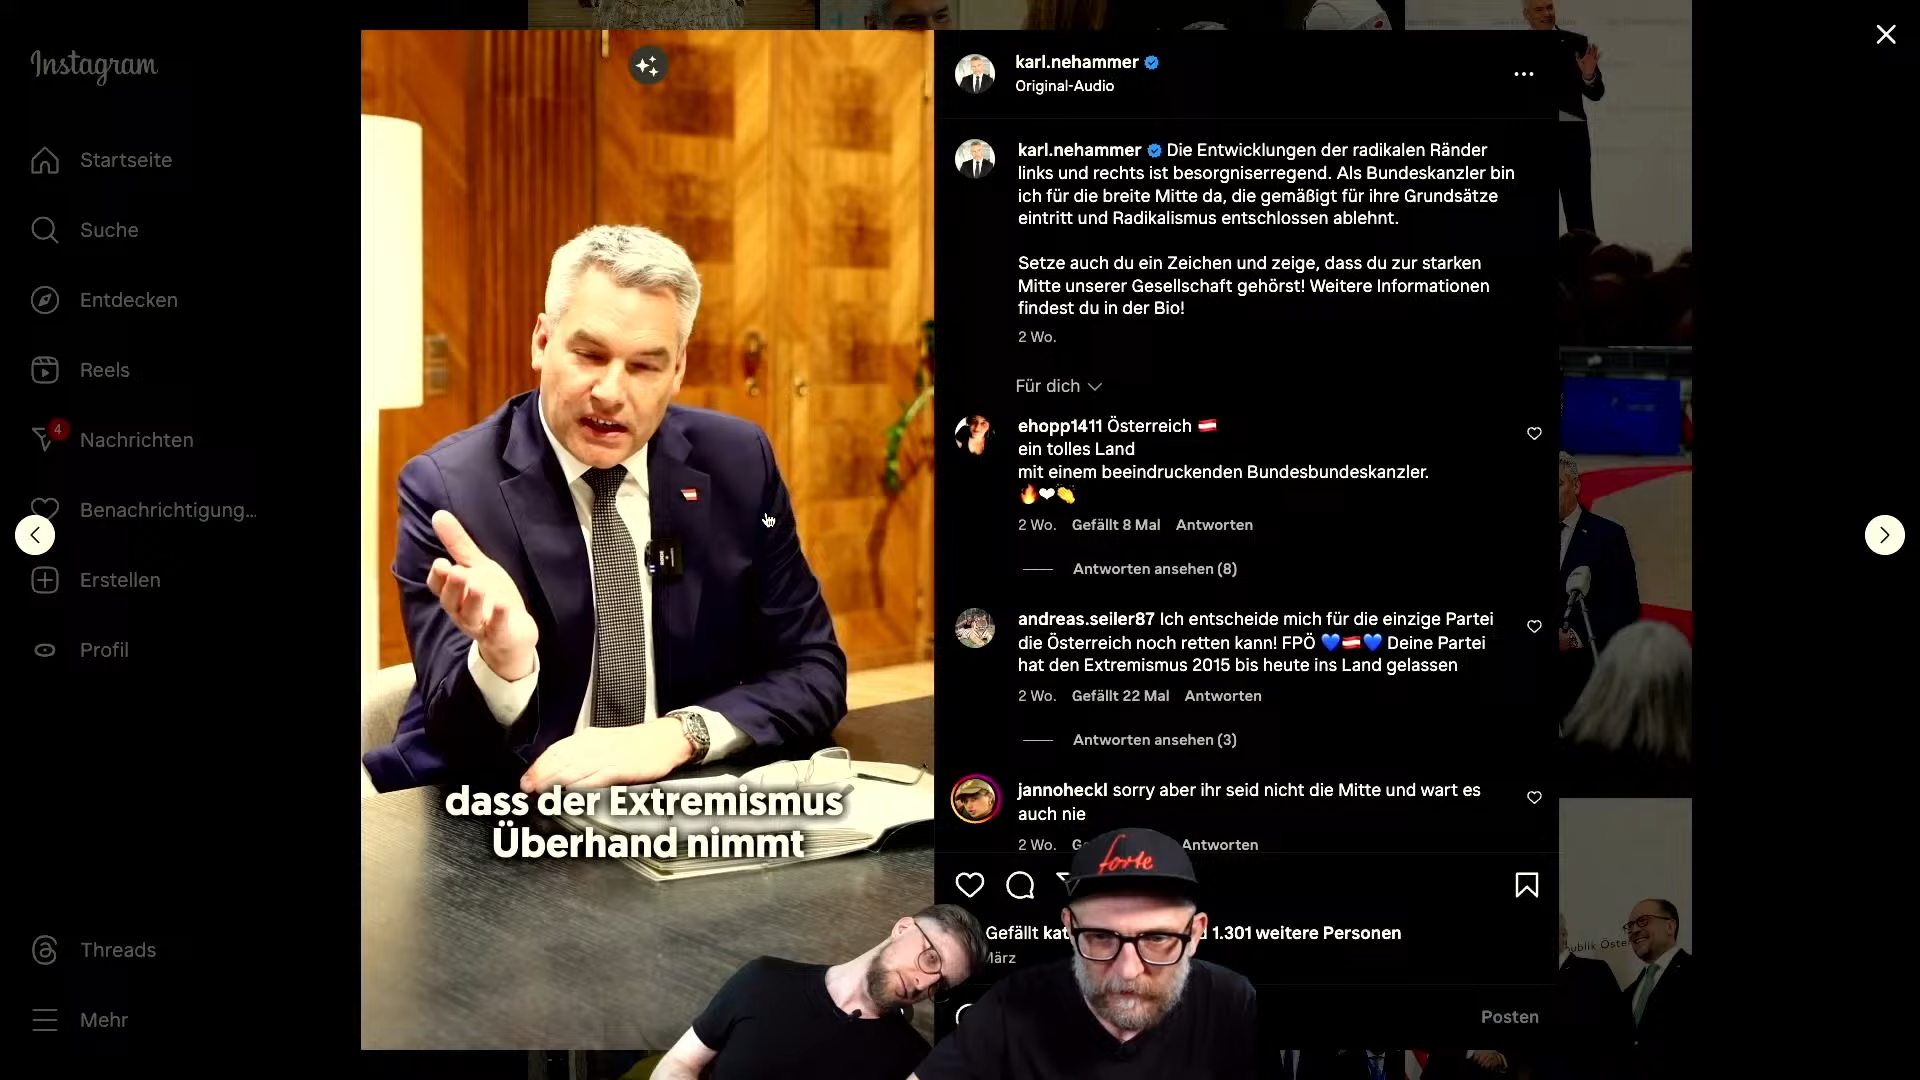 Instagram
Startseite
Suche
Entdecken
Reels
4
Nachrichten
Benachrichtigung...
Erstellen
Profil
Threads
Mehr
dass der Extremismus
Überhand nimmt
karl.nehammer
Original-Audio
karl.nehammer Die Entwicklungen der radikalen Ränder
links und rechts ist besorgniserregend. Als Bundeskanzler bin
ich für die breite Mitte da, die gemäßigt für ihre Grundsätze
eintritt und Radikalismus entschlossen ablehnt.
Setze auch du ein Zeichen und zeige, dass du zur starken
Mitte unserer Gesellschaft gehörst! Weitere Informationen
findest du in der Bio!
2 Wo.
Für dich
ehopp1411 Österreich 🇦🇹
ein tolles Land
mit einem beeindruckenden Bundesbundeskanzler.
🔥❤👏
2 Wo. Gefällt 8 Mal Antworten
Antworten ansehen (8)
andreas.seiler87 Ich entscheide mich für die einzige Partei
die Österreich noch retten kann! FPÖ 💙🇦🇹💙 Deine Partei
hat den Extremismus 2015 bis heute ins Land gelassen
2 Wo. Gefällt 22 Mal Antworten
Antworten ansehen (3)
jannoheckl sorry aber ihr seid nicht die Mitte und wart es
auch nie
2 Wo. Antworten
forte
Gefällt 1.301 weitere Personen
Posten